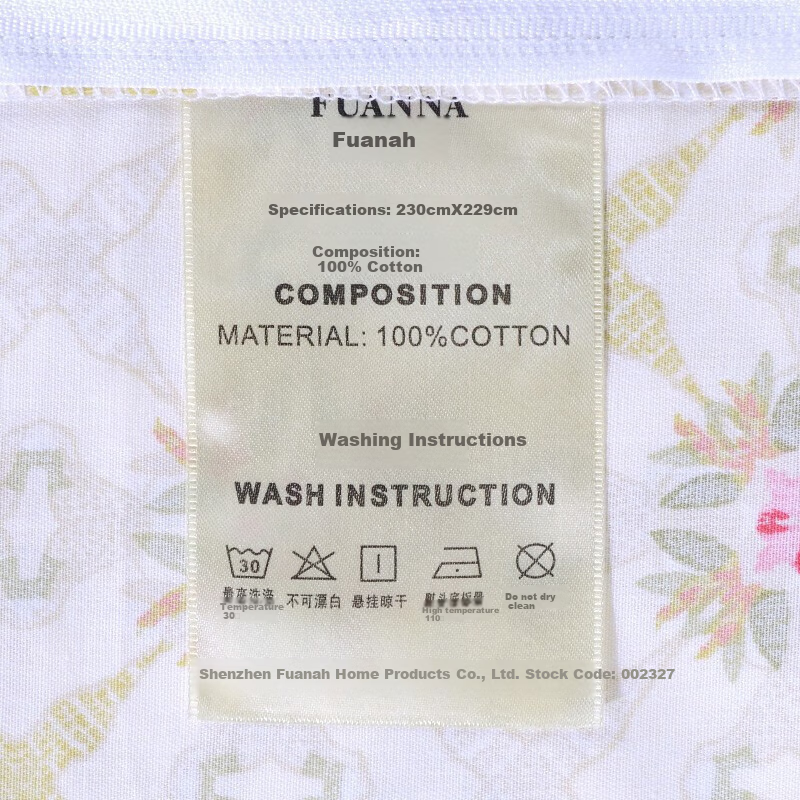 FUANNA
Fuanah
Specifications: 230cmX229cm
Composition:
100% Cotton
COMPOSITION
MATERIAL: 100%COTTON
Washing Instructions
WASH INSTRUCTION
30
不可漂白 悬挂晾干
Temperature
30
High temperature
110
Do not dry
clean
Shenzhen Fuanah Home Products Co., Ltd. Stock Code: 002327